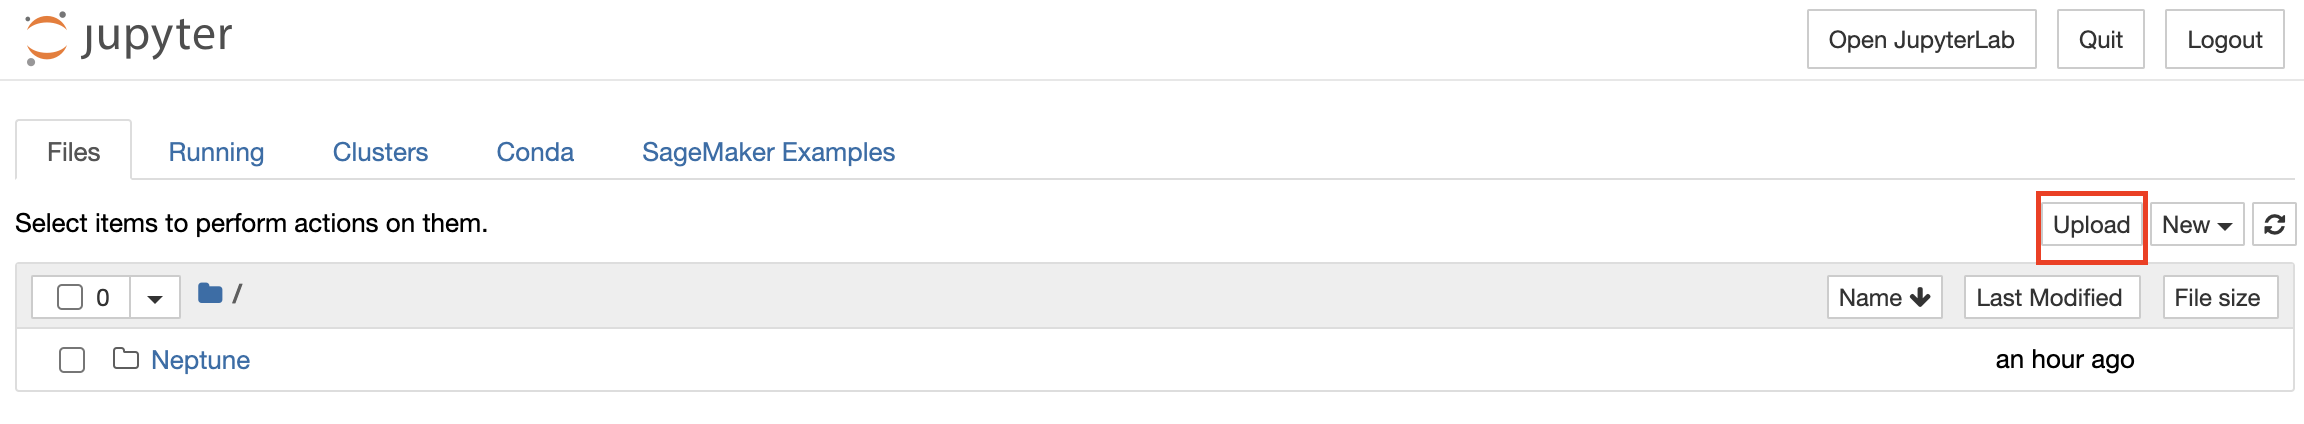 jupyter
Open JupyterLab Quit Logout
Files Running Clusters Conda SageMaker Examples
Select items to perform actions on them.
Upload New
0 / Name Last Modified File size
Neptune an hour ago